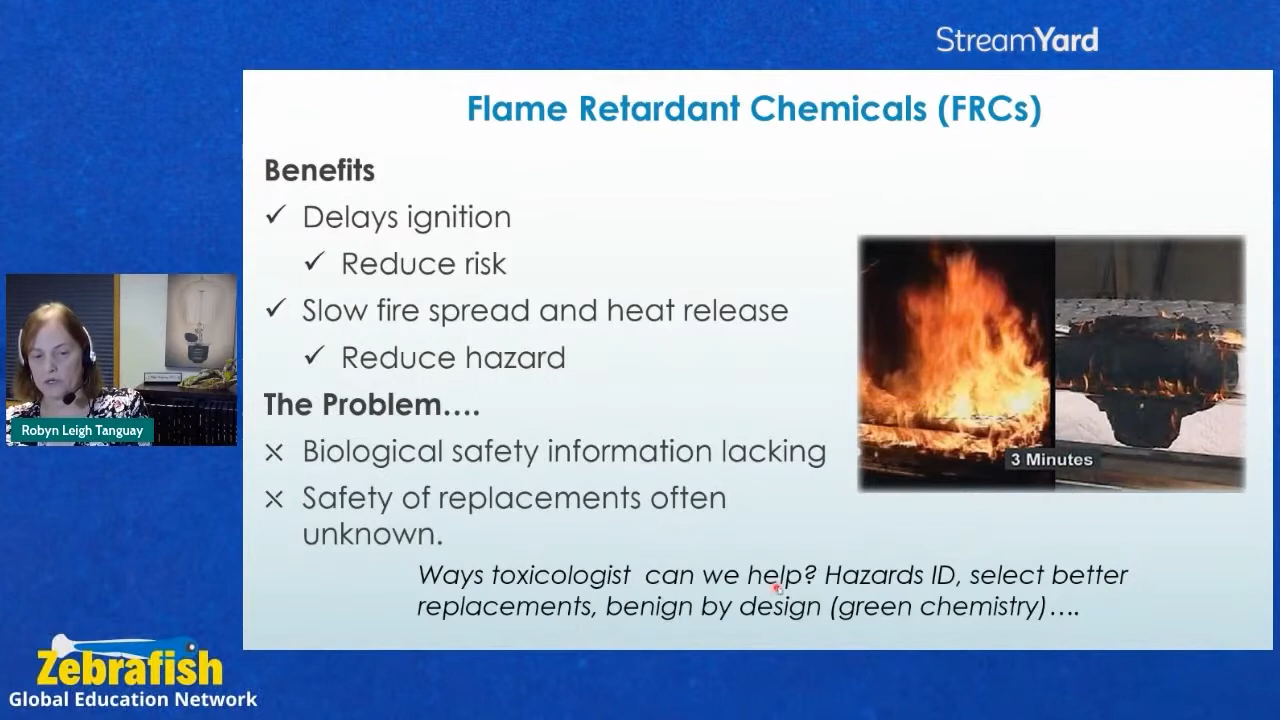 StreamYard
Flame Retardant Chemicals (FRCs)
Benefits
✓ Delays ignition
✓ Reduce risk
✓ Slow fire spread and heat release
✓ Reduce hazard
The Problem....
× Biological safety information lacking
× Safety of replacements often
unknown.
3 Minutes
Ways toxicologist can we help? Hazards ID, select better
replacements, benign by design (green chemistry)....
Robyn Leigh Tanguay
Zebrafish
Global Education Network